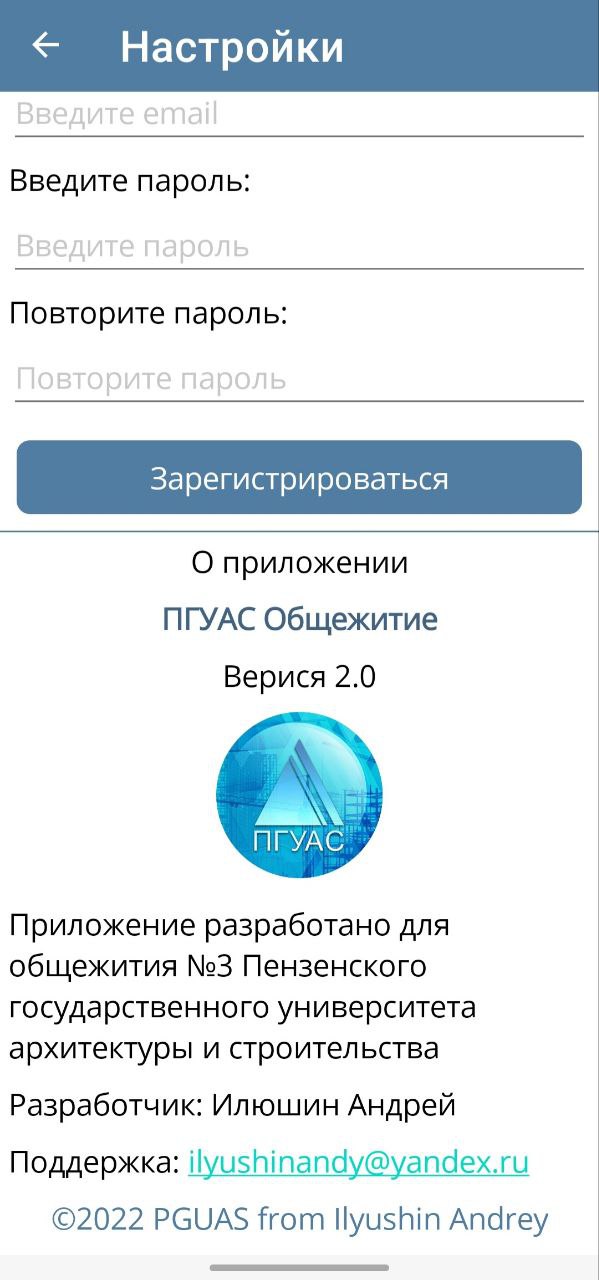 Настройки
Введите email
Введите пароль:
Введите пароль
Повторите пароль:
Повторите пароль
Зарегистрироваться
О приложении
ПГУАС Общежитие
Верися 2.0
ПГУАС
Приложение разработано для
общежития №3 Пензенского
государственного университета
архитектуры и строительства
Разработчик: Илюшин Андрей
Поддержка: ilyushinandy@yandex.ru
©2022 PGUAS from Ilyushin Andrey